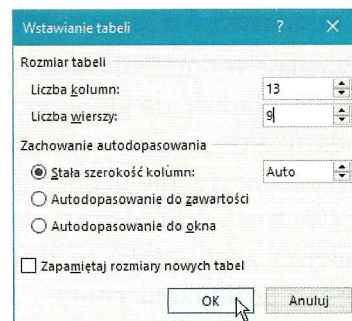 Wstawianie tabeli ? ×
Rozmiar tabeli
Liczba kolumn: 13
Liczba wierszy: 9
Zachowanie autodopasowania
Stała szerokość kolumn: Auto
Autodopasowanie do zawartości
Autodopasowanie do okna
Zapamiętaj rozmiary nowych tabel
OK Anuluj